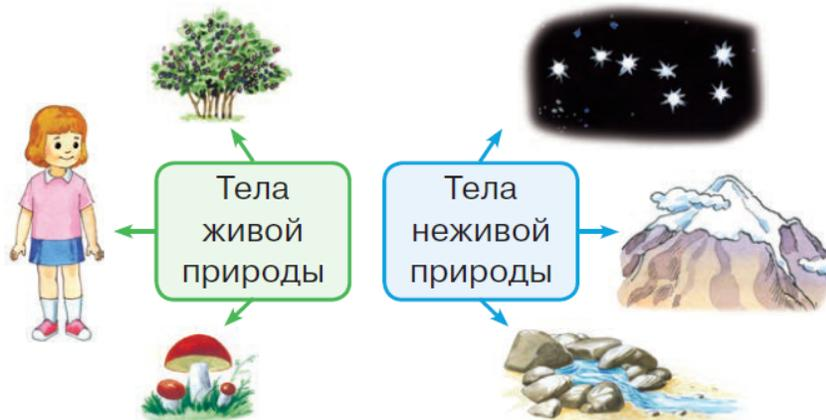 Тела
живой
природы
Тела
неживой
природы